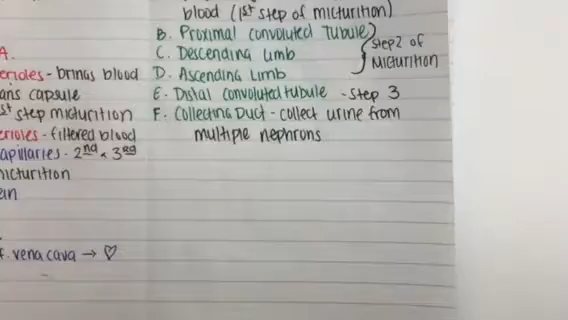 blood (1st step of micturition)
B. Proximal convoluted Tubule
C. Descending limb
D. Ascending Limb
step 2 of
Micturition
E. Distal convoluted tubule - step 3
F. Collecting Duct - collect urine from
multiple nephrons
A.
erioles - brings blood
ans capsule
st step micturition
erioles - filtered blood
apillaries - 2nd & 3rd
micturition
ein
f. vena cava → ♡